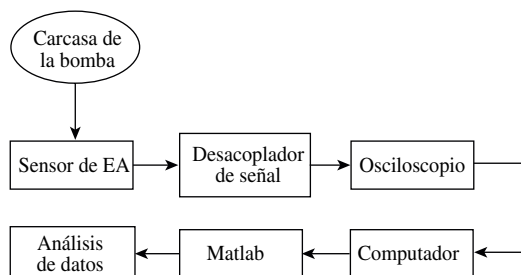 Carcasa de
la bomba
Sensor de EA
Desacoplador
de señal
Osciloscopio
Análisis
de datos
Matlab
Computador